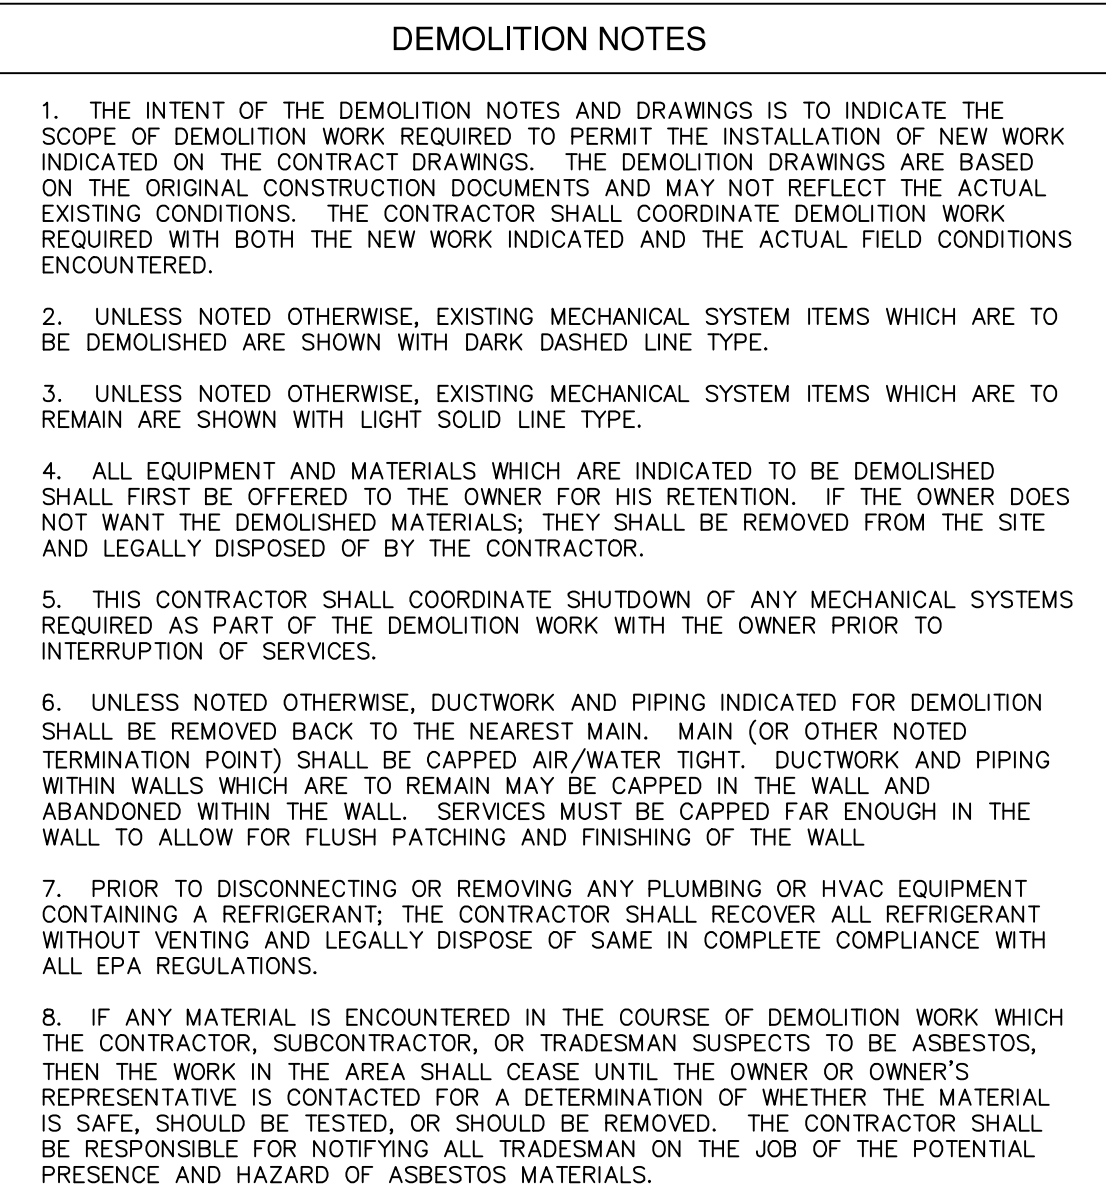 DEMOLITION NOTES
1. THE INTENT OF THE DEMOLITION NOTES AND DRAWINGS IS TO INDICATE THE
SCOPE OF DEMOLITION WORK REQUIRED TO PERMIT THE INSTALLATION OF NEW WORK
INDICATED ON THE CONTRACT DRAWINGS. THE DEMOLITION DRAWINGS ARE BASED
ON THE ORIGINAL CONSTRUCTION DOCUMENTS AND MAY NOT REFLECT THE ACTUAL
EXISTING CONDITIONS. THE CONTRACTOR SHALL COORDINATE DEMOLITION WORK
REQUIRED WITH BOTH THE NEW WORK INDICATED AND THE ACTUAL FIELD CONDITIONS
ENCOUNTERED.
2. UNLESS NOTED OTHERWISE, EXISTING MECHANICAL SYSTEM ITEMS WHICH ARE TO
BE DEMOLISHED ARE SHOWN WITH DARK DASHED LINE TYPE.
3. UNLESS NOTED OTHERWISE, EXISTING MECHANICAL SYSTEM ITEMS WHICH ARE TO
REMAIN ARE SHOWN WITH LIGHT SOLID LINE TYPE.
4. ALL EQUIPMENT AND MATERIALS WHICH ARE INDICATED TO BE DEMOLISHED
SHALL FIRST BE OFFERED TO THE OWNER FOR HIS RETENTION. IF THE OWNER DOES
NOT WANT THE DEMOLISHED MATERIALS; THEY SHALL BE REMOVED FROM THE SITE
AND LEGALLY DISPOSED OF BY THE CONTRACTOR.
5. THIS CONTRACTOR SHALL COORDINATE SHUTDOWN OF ANY MECHANICAL SYSTEMS
REQUIRED AS PART OF THE DEMOLITION WORK WITH THE OWNER PRIOR TO
INTERRUPTION OF SERVICES.
6. UNLESS NOTED OTHERWISE, DUCTWORK AND PIPING INDICATED FOR DEMOLITION
SHALL BE REMOVED BACK TO THE NEAREST MAIN. MAIN (OR OTHER NOTED
TERMINATION POINT) SHALL BE CAPPED AIR/WATER TIGHT. DUCTWORK AND PIPING
WITHIN WALLS WHICH ARE TO REMAIN MAY BE CAPPED IN THE WALL AND
ABANDONED WITHIN THE WALL. SERVICES MUST BE CAPPED FAR ENOUGH IN THE
WALL TO ALLOW FOR FLUSH PATCHING AND FINISHING OF THE WALL
7. PRIOR TO DISCONNECTING OR REMOVING ANY PLUMBING OR HVAC EQUIPMENT
CONTAINING A REFRIGERANT; THE CONTRACTOR SHALL RECOVER ALL REFRIGERANT
WITHOUT VENTING AND LEGALLY DISPOSE OF SAME IN COMPLETE COMPLIANCE WITH
ALL EPA REGULATIONS.
8. IF ANY MATERIAL IS ENCOUNTERED IN THE COURSE OF DEMOLITION WORK WHICH
THE CONTRACTOR, SUBCONTRACTOR, OR TRADESMAN SUSPECTS TO BE ASBESTOS,
THEN THE WORK IN THE AREA SHALL CEASE UNTIL THE OWNER OR OWNER'S
REPRESENTATIVE IS CONTACTED FOR A DETERMINATION OF WHETHER THE MATERIAL
IS SAFE, SHOULD BE TESTED, OR SHOULD BE REMOVED. THE CONTRACTOR SHALL
BE RESPONSIBLE FOR NOTIFYING ALL TRADESMAN ON THE JOB OF THE POTENTIAL
PRESENCE AND HAZARD OF ASBESTOS MATERIALS.